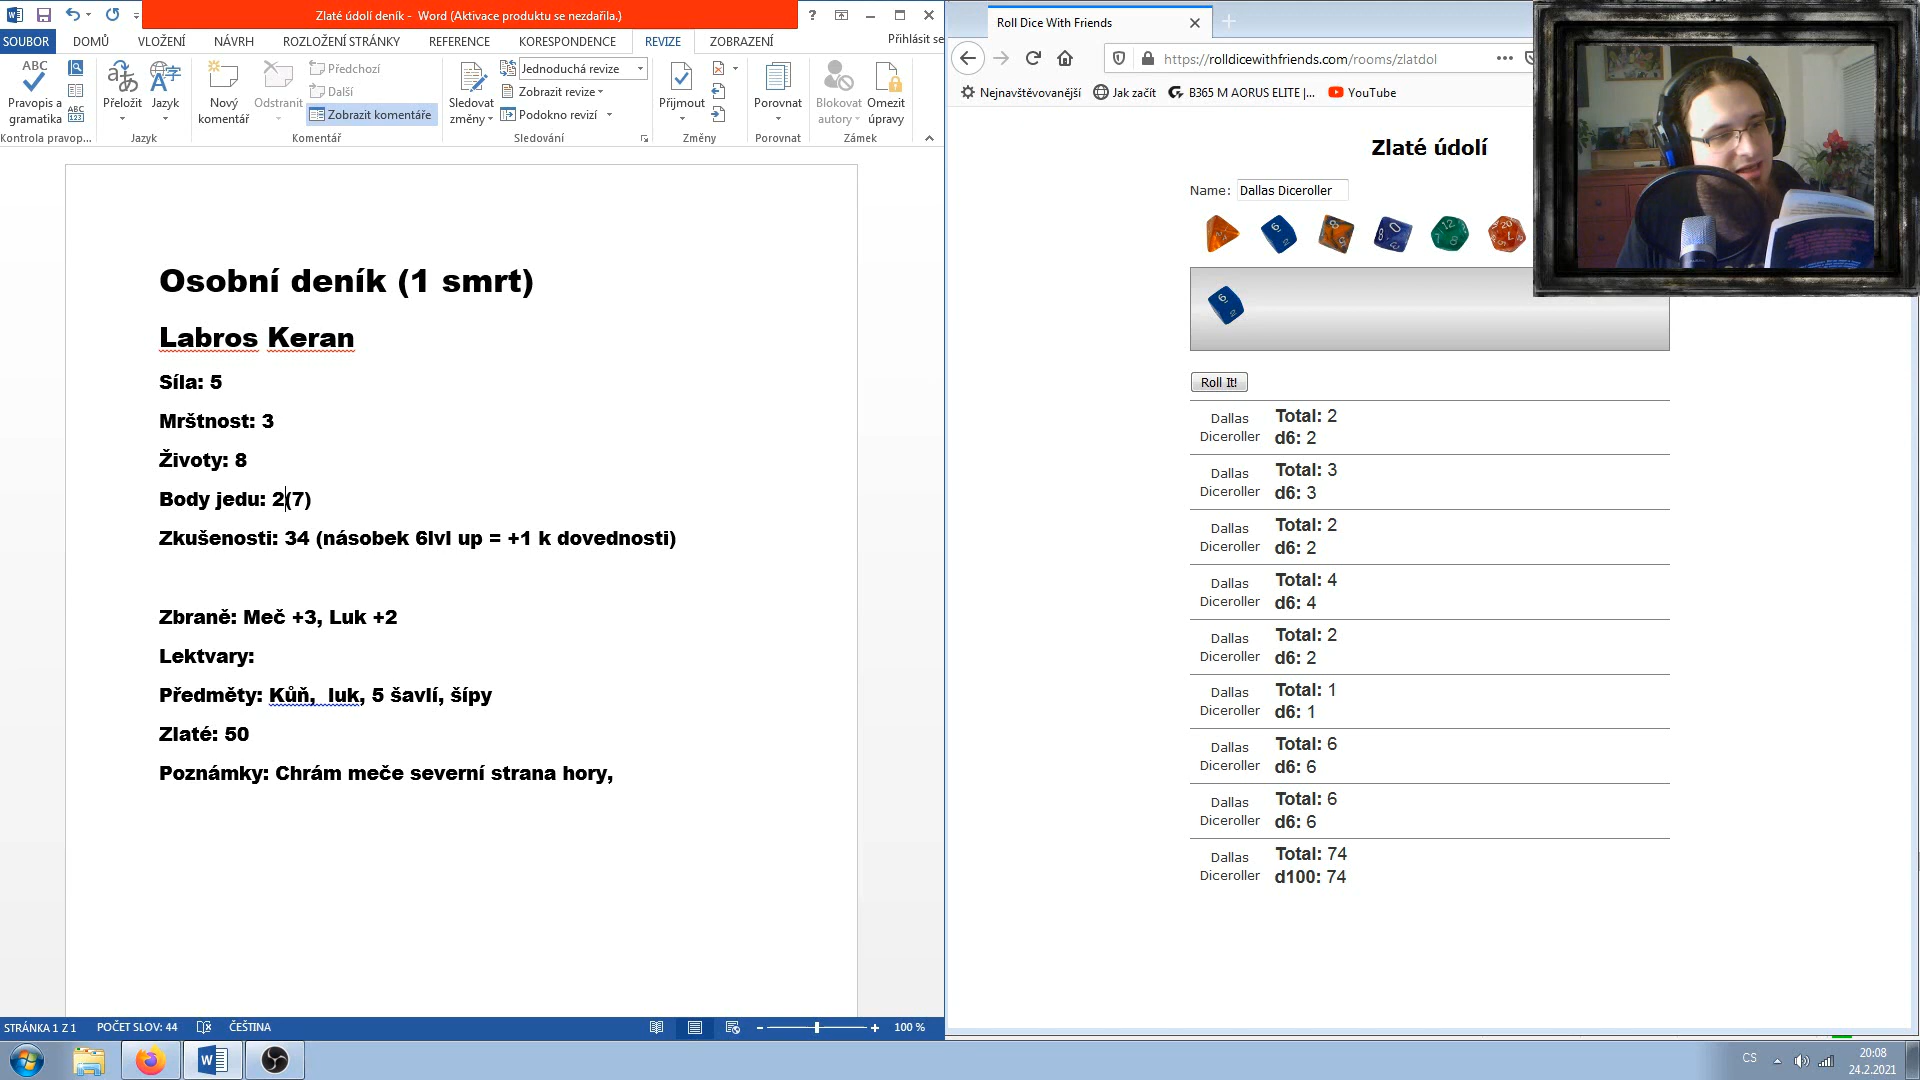 Zlaté údolí deník - Word (Aktivace produktu se nezdařila.)
SOUBOR DOMŮ VLOŽENÍ NÁVRH ROZLOŽENÍ STRÁNKY REFERENCE KORESPONDENCE REVIZE ZOBRAZENÍ Přihlásit se
ABC
Pravopis a gramatika
ABC
123
Přeložit
Jazyk
Nový komentář
Odstranit
Předchozí
Další
Zobrazit komentáře
Sledovat změny
Jednoduchá revize
Zobrazit revize
Podokno revizí
Přijmout
Porovnat
Blokovat autory
Omezit úpravy
Kontrola pravop... Jazyk Komentář Sledování Změny Porovnat Zámek
Osobní deník (1 smrt)
Labros Keran
Síla: 5
Mrštnost: 3
Životy: 8
Body jedu: 2(7)
Zkušenosti: 34 (násobek 6lvl up = +1 k dovednosti)
Zbraně: Meč +3, Luk +2
Lektvary:
Předměty: Kůň,  luk, 5 šavlí, šípy
Zlaté: 50
Poznámky: Chrám meče severní strana hory,
STRÁNKA 1 Z 1 POČET SLOV: 44 ČEŠTINA 100 %
Roll Dice With Friends
https://rolldicewithfriends.com/rooms/zlatdol
Nejnavštěvovanější Jak začít B365 M AORUS ELITE |... YouTube
Zlaté údolí
Name: Dallas Diceroller
Roll It!
Dallas Diceroller Total: 2
d6: 2
Dallas Diceroller Total: 3
d6: 3
Dallas Diceroller Total: 2
d6: 2
Dallas Diceroller Total: 4
d6: 4
Dallas Diceroller Total: 2
d6: 2
Dallas Diceroller Total: 1
d6: 1
Dallas Diceroller Total: 6
d6: 6
Dallas Diceroller Total: 6
d6: 6
Dallas Diceroller Total: 74
d100: 74
CS
20:08
24.2.2021